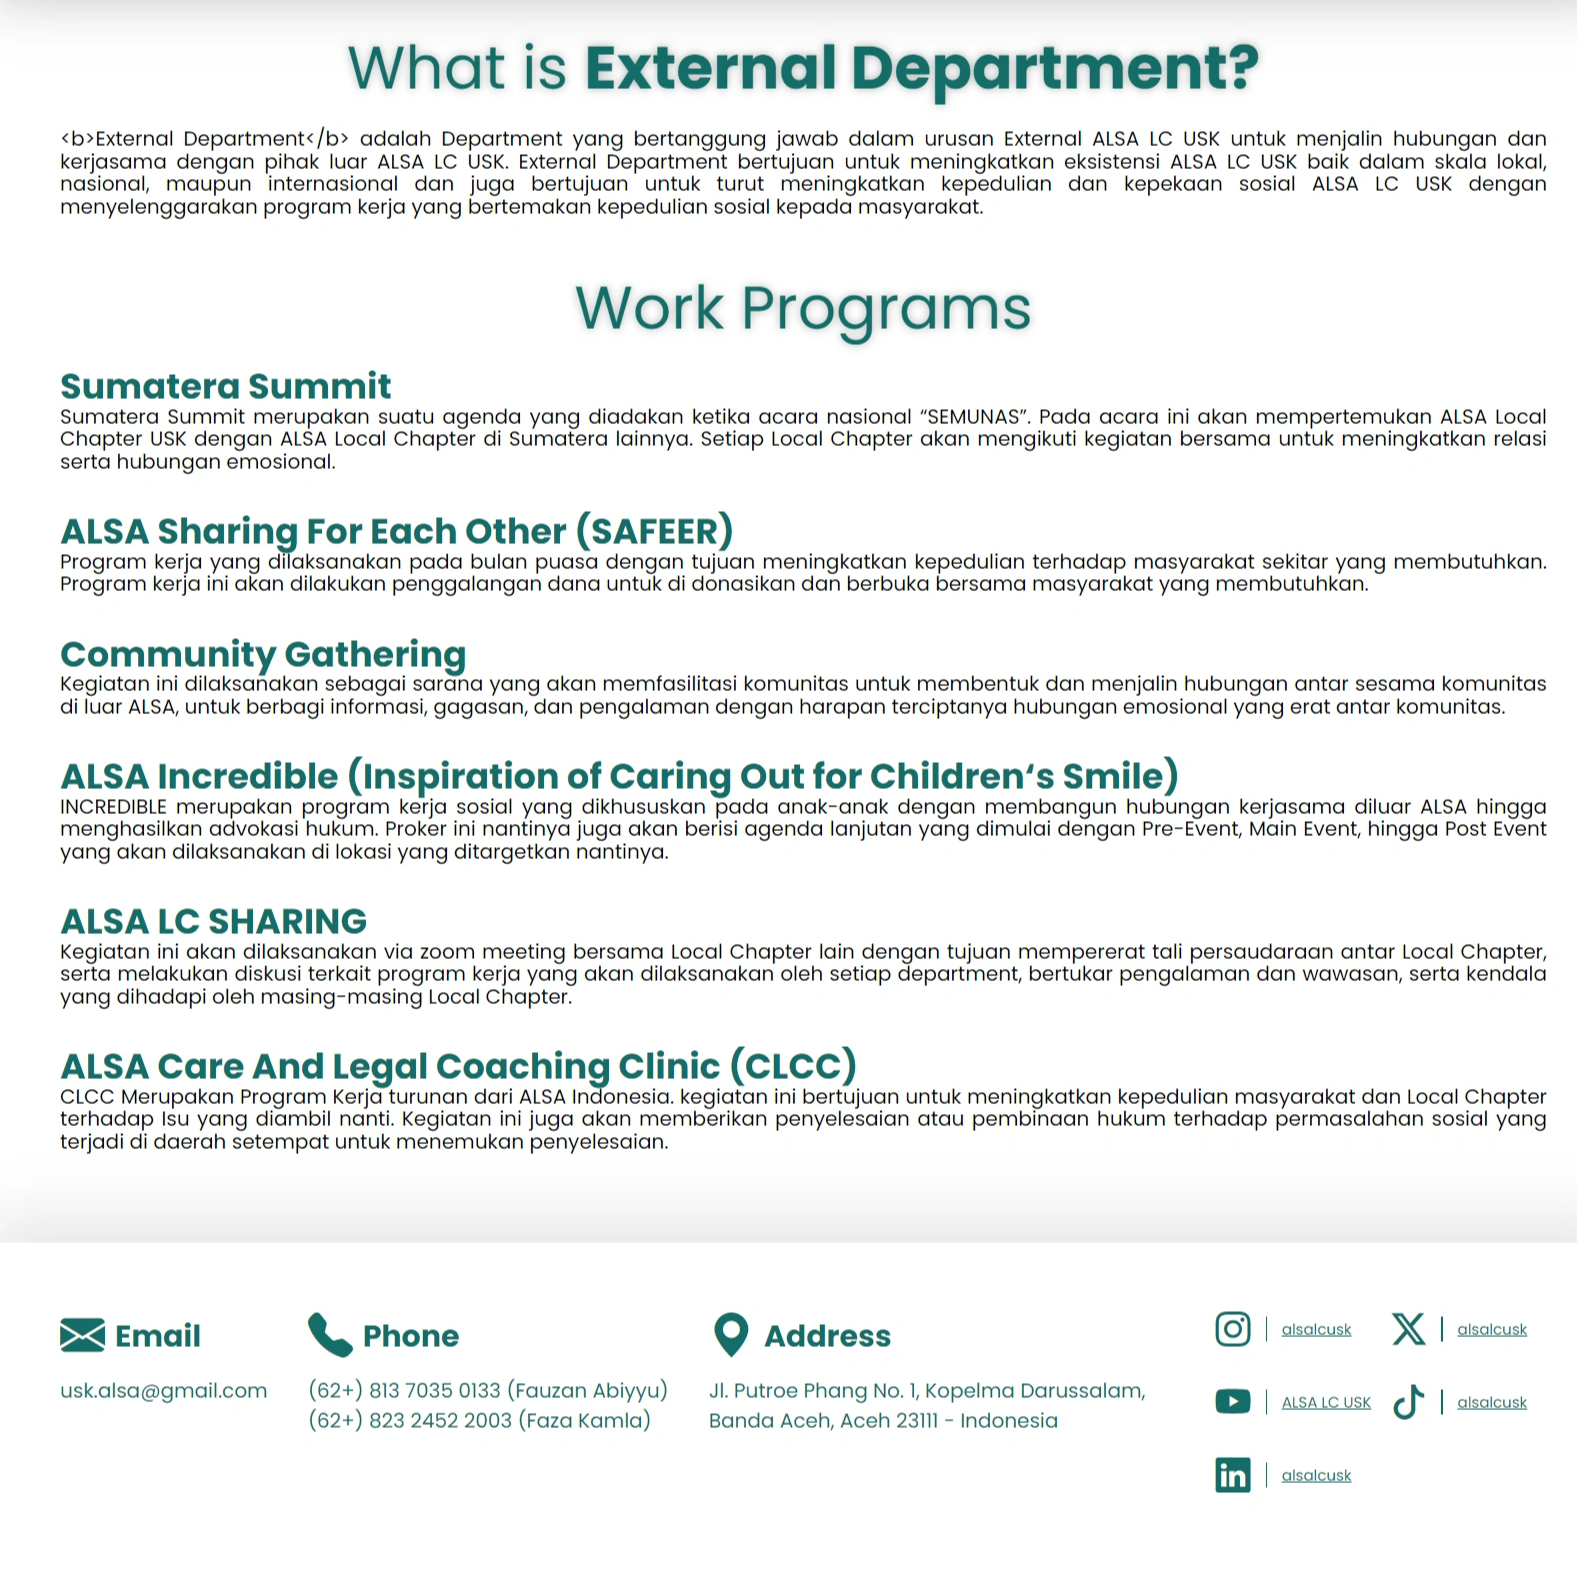 What is External Department?
<b>External Department</b> adalah Department yang bertanggung jawab dalam urusan External ALSA LC USK untuk menjalin hubungan dan
kerjasama dengan pihak luar ALSA LC USK. External Department bertujuan untuk meningkatkan eksistensi ALSA LC USK baik dalam skala lokal,
nasional, maupun internasional dan juga bertujuan untuk turut meningkatkan kepedulian dan kepekaan sosial ALSA LC USK dengan
menyelenggarakan program kerja yang bertemakan kepedulian sosial kepada masyarakat.
Work Programs
Sumatera Summit
Sumatera Summit merupakan suatu agenda yang diadakan ketika acara nasional “SEMUNAS”. Pada acara ini akan mempertemukan ALSA Local
Chapter USK dengan ALSA Local Chapter di Sumatera lainnya. Setiap Local Chapter akan mengikuti kegiatan bersama untuk meningkatkan relasi
serta hubungan emosional.
ALSA Sharing For Each Other (SAFEER)
Program kerja yang dilaksanakan pada bulan puasa dengan tujuan meningkatkan kepedulian terhadap masyarakat sekitar yang membutuhkan.
Program kerja ini akan dilakukan penggalangan dana untuk di donasikan dan berbuka bersama masyarakat yang membutuhkan.
Community Gathering
Kegiatan ini dilaksanakan sebagai sarana yang akan memfasilitasi komunitas untuk membentuk dan menjalin hubungan antar sesama komunitas
di luar ALSA, untuk berbagi informasi, gagasan, dan pengalaman dengan harapan terciptanya hubungan emosional yang erat antar komunitas.
ALSA Incredible (Inspiration of Caring Out for Children‘s Smile)
INCREDIBLE merupakan program kerja sosial yang dikhususkan pada anak-anak dengan membangun hubungan kerjasama diluar ALSA hingga
menghasilkan advokasi hukum. Proker ini nantinya juga akan berisi agenda lanjutan yang dimulai dengan Pre-Event, Main Event, hingga Post Event
yang akan dilaksanakan di lokasi yang ditargetkan nantinya.
ALSA LC SHARING
Kegiatan ini akan dilaksanakan via zoom meeting bersama Local Chapter lain dengan tujuan mempererat tali persaudaraan antar Local Chapter,
serta melakukan diskusi terkait program kerja yang akan dilaksanakan oleh setiap department, bertukar pengalaman dan wawasan, serta kendala
yang dihadapi oleh masing-masing Local Chapter.
ALSA Care And Legal Coaching Clinic (CLCC)
CLCC Merupakan Program Kerja turunan dari ALSA Indonesia. kegiatan ini bertujuan untuk meningkatkan kepedulian masyarakat dan Local Chapter
terhadap Isu yang diambil nanti. Kegiatan ini juga akan memberikan penyelesaian atau pembinaan hukum terhadap permasalahan sosial yang
terjadi di daerah setempat untuk menemukan penyelesaian.
Email
usk.alsa@gmail.com
Phone
(62+) 813 7035 0133 (Fauzan Abiyyu)
(62+) 823 2452 2003 (Faza Kamla)
Address
Jl. Putroe Phang No. 1, Kopelma Darussalam,
Banda Aceh, Aceh 23111 - Indonesia
alsalcusk
alsalcusk
ALSA LC USK
alsalcusk
in
alsalcusk